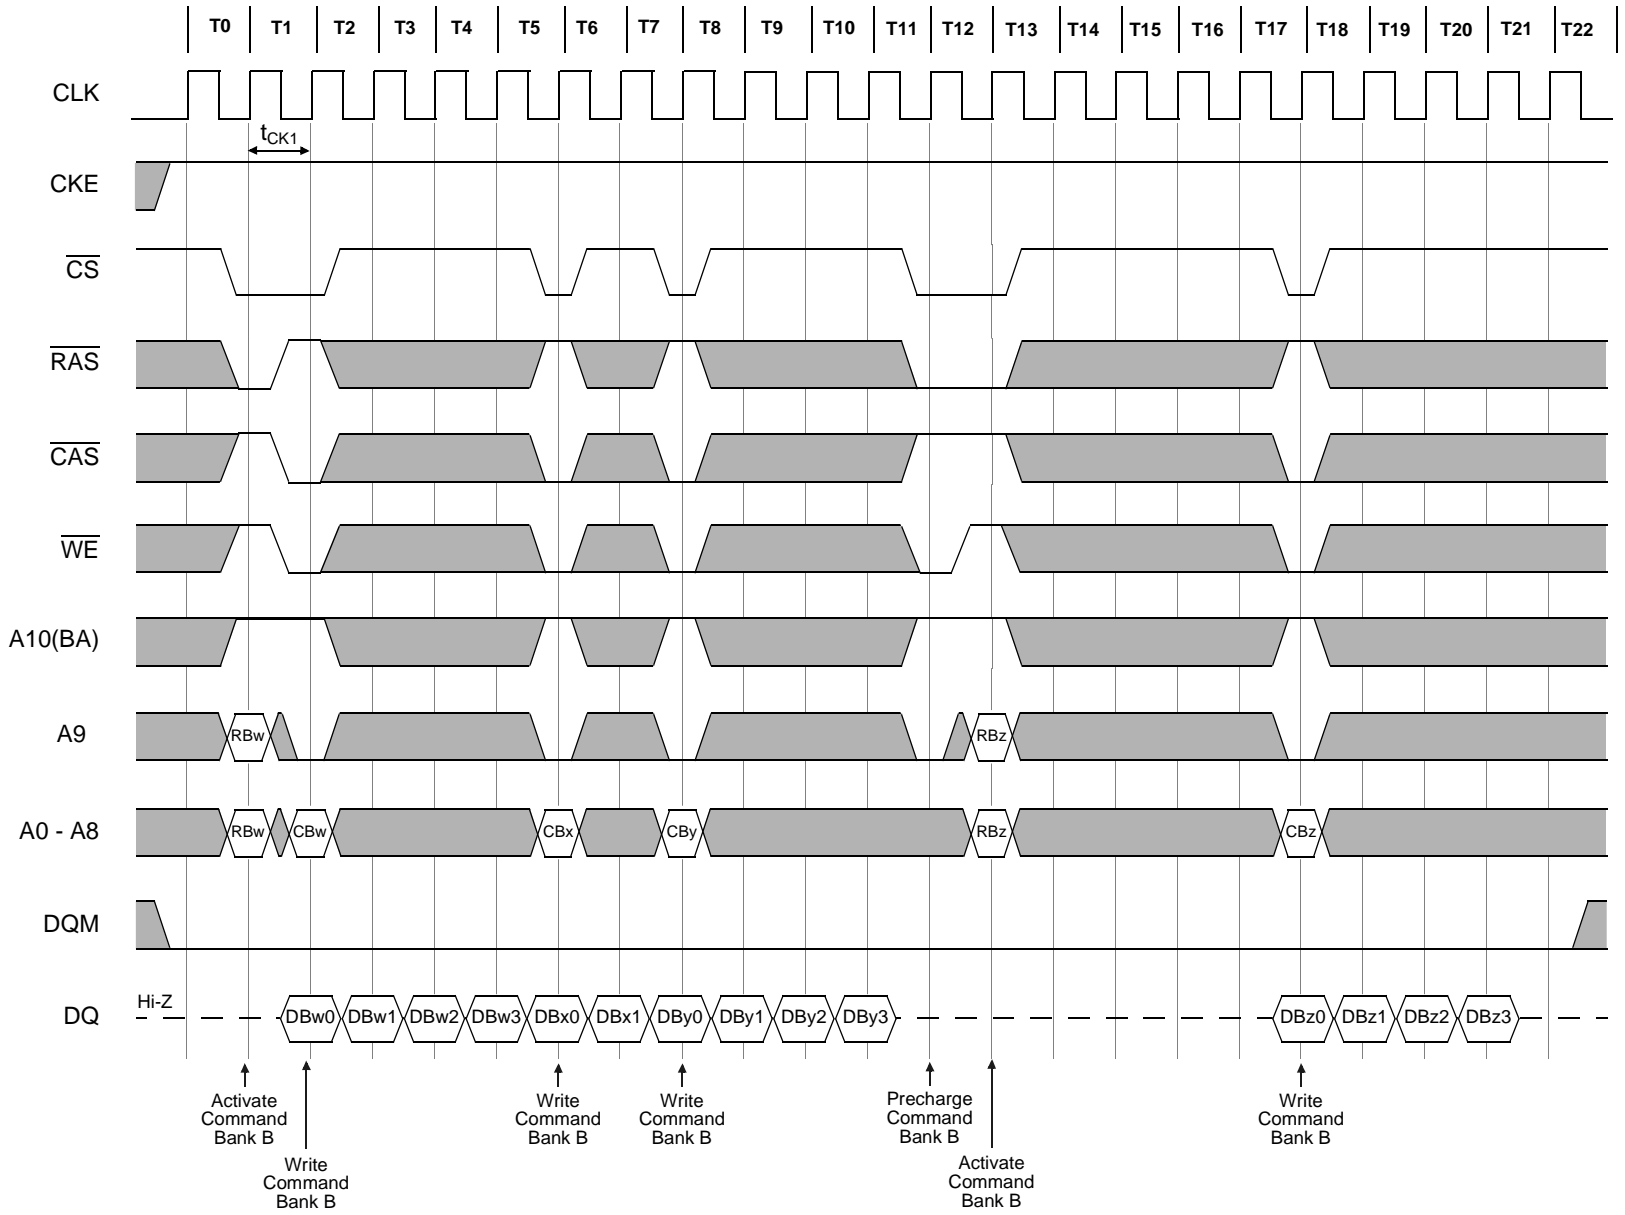 T0 T1 T2 T3 T4 T5 T6 T7 T8 T9 T10 T11 T12 T13 T14 T15 T16 T17 T18 T19 T20 T21 T22
CLK
tCK1
CKE
CS
RAS
CAS
WE
A10(BA)
A9 RBw RBz
A0 - A8 RBw CBw CBx CBy RBz CBz
DQM
Hi-Z
DQ DBw0 DBw1 DBw2 DBw3 DBx0 DBx1 DBy0 DBy1 DBy2 DBy3 DBz0 DBz1 DBz2 DBz3
Activate
Command
Bank B
Write
Command
Bank B
Write
Command
Bank B
Write
Command
Bank B
Precharge
Command
Bank B
Activate
Command
Bank B
Write
Command
Bank B